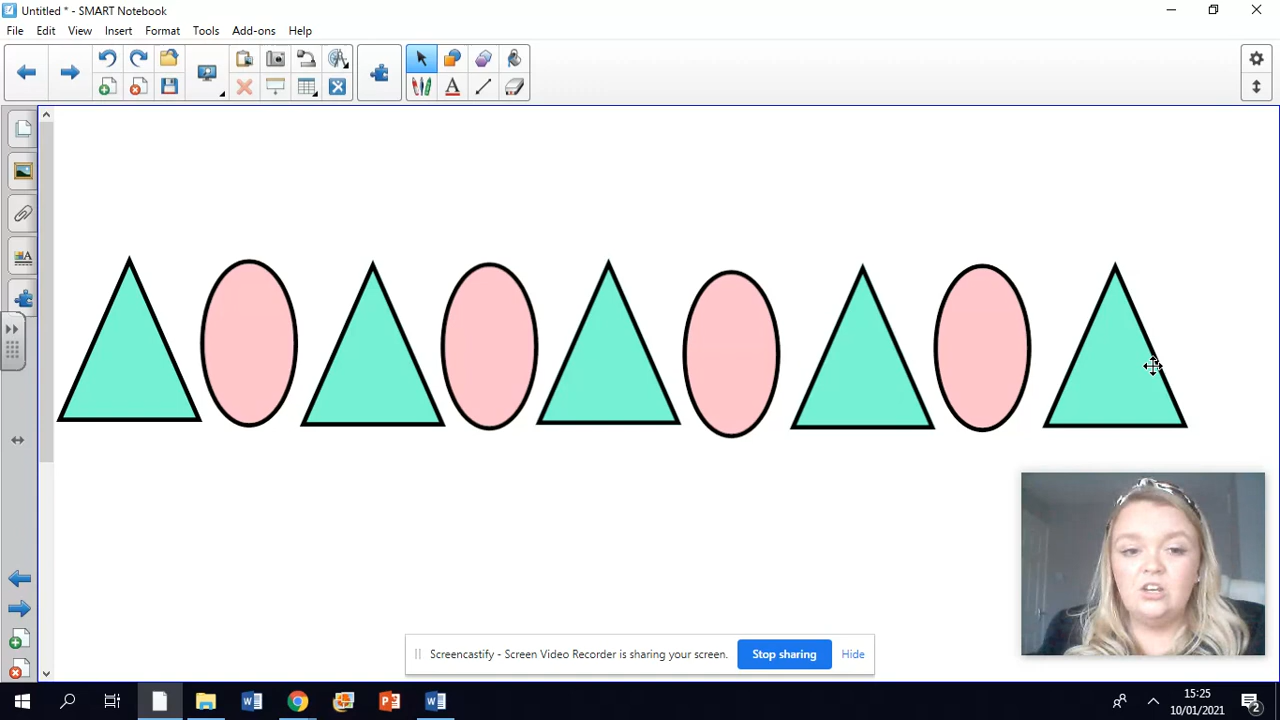 Untitled * - SMART Notebook
File Edit View Insert Format Tools Add-ons Help
Screencastify - Screen Video Recorder is sharing your screen. Stop sharing Hide
15:25
10/01/2021
2